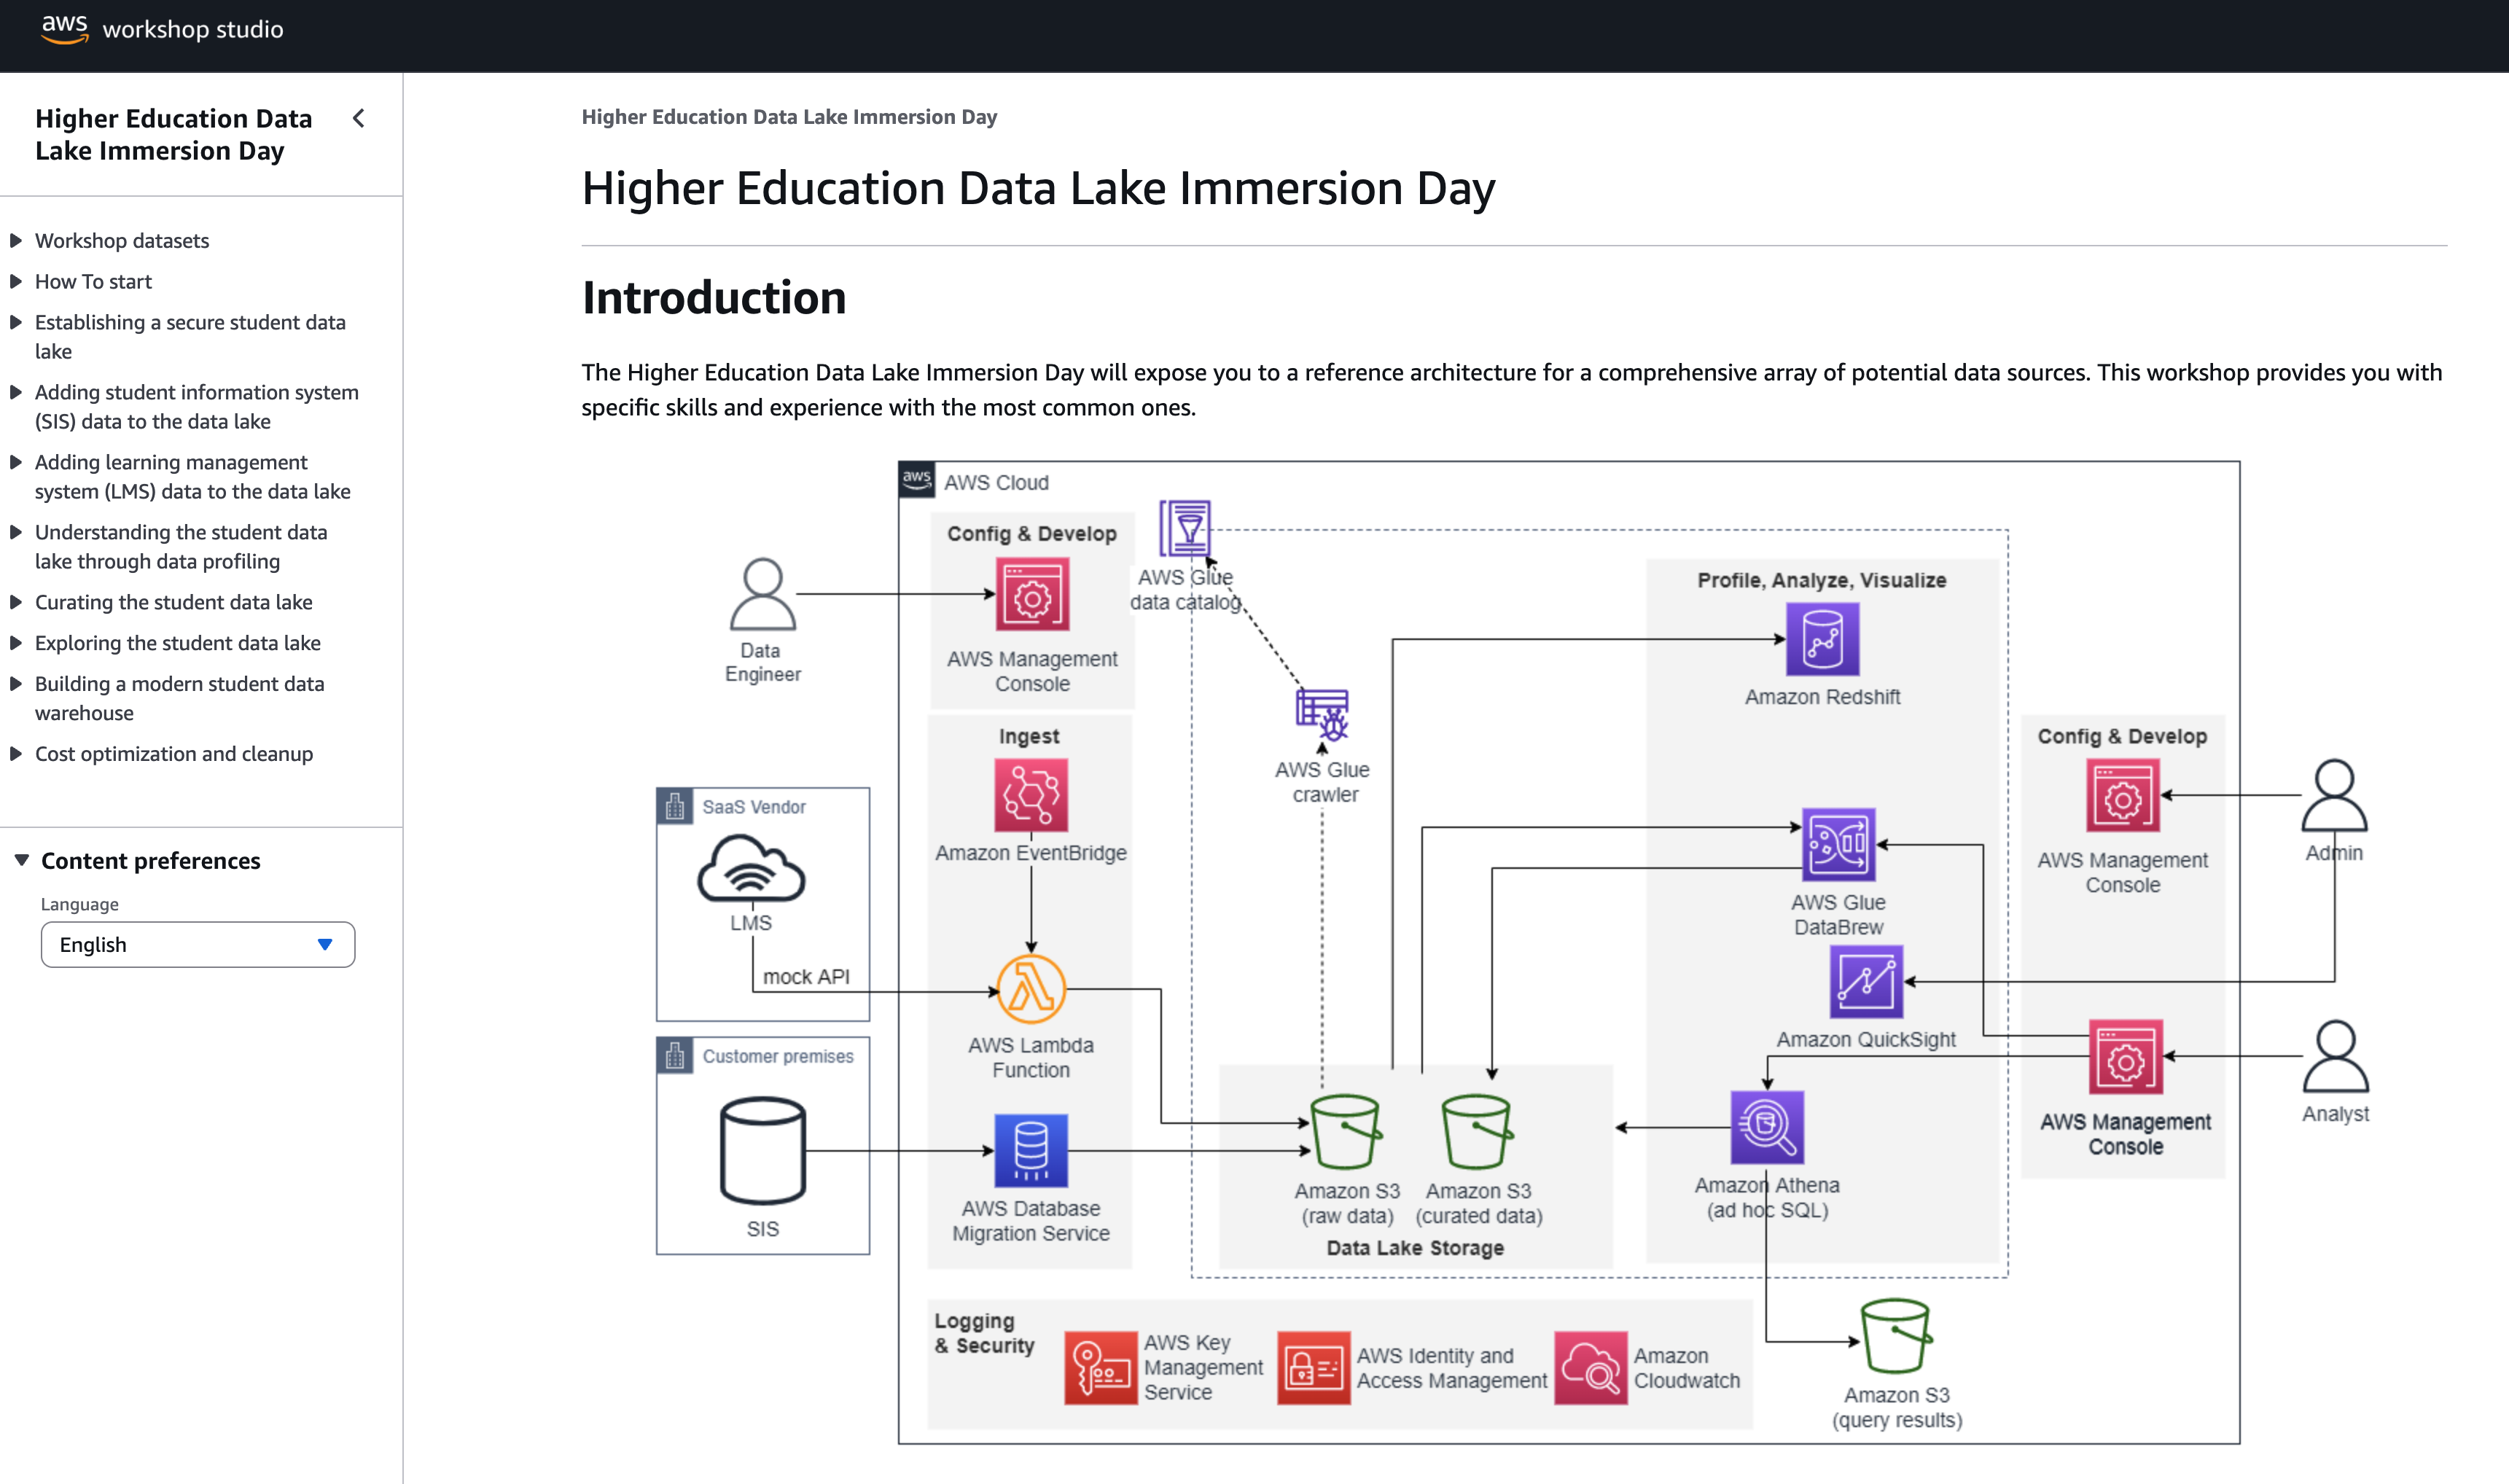 aws workshop studio
Higher Education Data
Lake Immersion Day
Workshop datasets
How To start
Establishing a secure student data
lake
Adding student information system
(SIS) data to the data lake
Adding learning management
system (LMS) data to the data lake
Understanding the student data
lake through data profiling
Curating the student data lake
Exploring the student data lake
Building a modern student data
warehouse
Cost optimization and cleanup
Content preferences
Language
English
Higher Education Data Lake Immersion Day
Higher Education Data Lake Immersion Day
Introduction
The Higher Education Data Lake Immersion Day will expose you to a reference architecture for a comprehensive array of potential data sources. This workshop provides you with
specific skills and experience with the most common ones.
aws
AWS Cloud
Data
Engineer
Config & Develop
AWS Management
Console
AWS Glue
data catalog
AWS Glue
crawler
Ingest
Amazon EventBridge
AWS Lambda
Function
AWS Database
Migration Service
SaaS Vendor
LMS
mock API
Customer premises
SIS
Amazon S3
(raw data)
Amazon S3
(curated data)
Data Lake Storage
Profile, Analyze, Visualize
Amazon Redshift
AWS Glue
DataBrew
Amazon QuickSight
Amazon Athena
(ad hoc SQL)
Config & Develop
AWS Management
Console
AWS Management
Console
Admin
Analyst
Logging
& Security
AWS Key
Management
Service
AWS Identity and
Access Management
Amazon
Cloudwatch
Amazon S3
(query results)